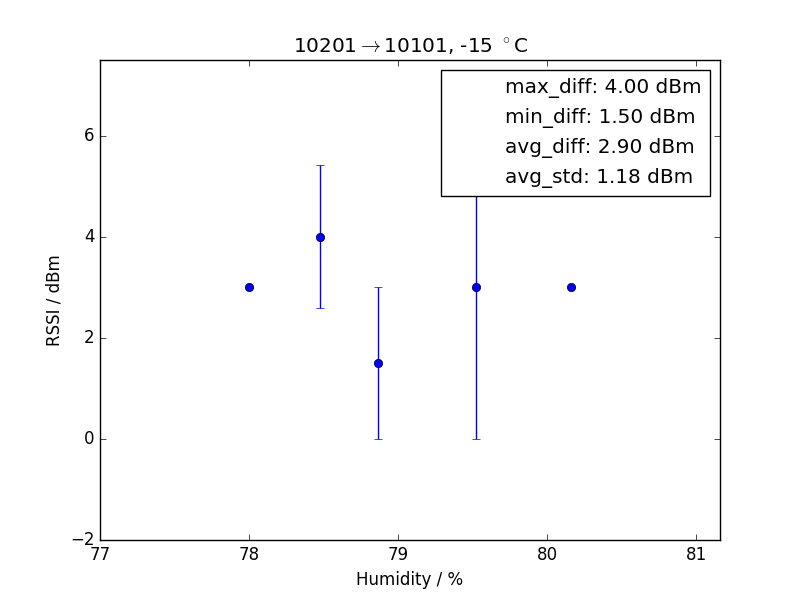 10201→10101, -15 °C
max_diff: 4.00 dBm
min_diff: 1.50 dBm
avg_diff: 2.90 dBm
avg_std: 1.18 dBm
RSSI / dBm
6
4
2
0
−2
77 78 79 80 81
Humidity / %